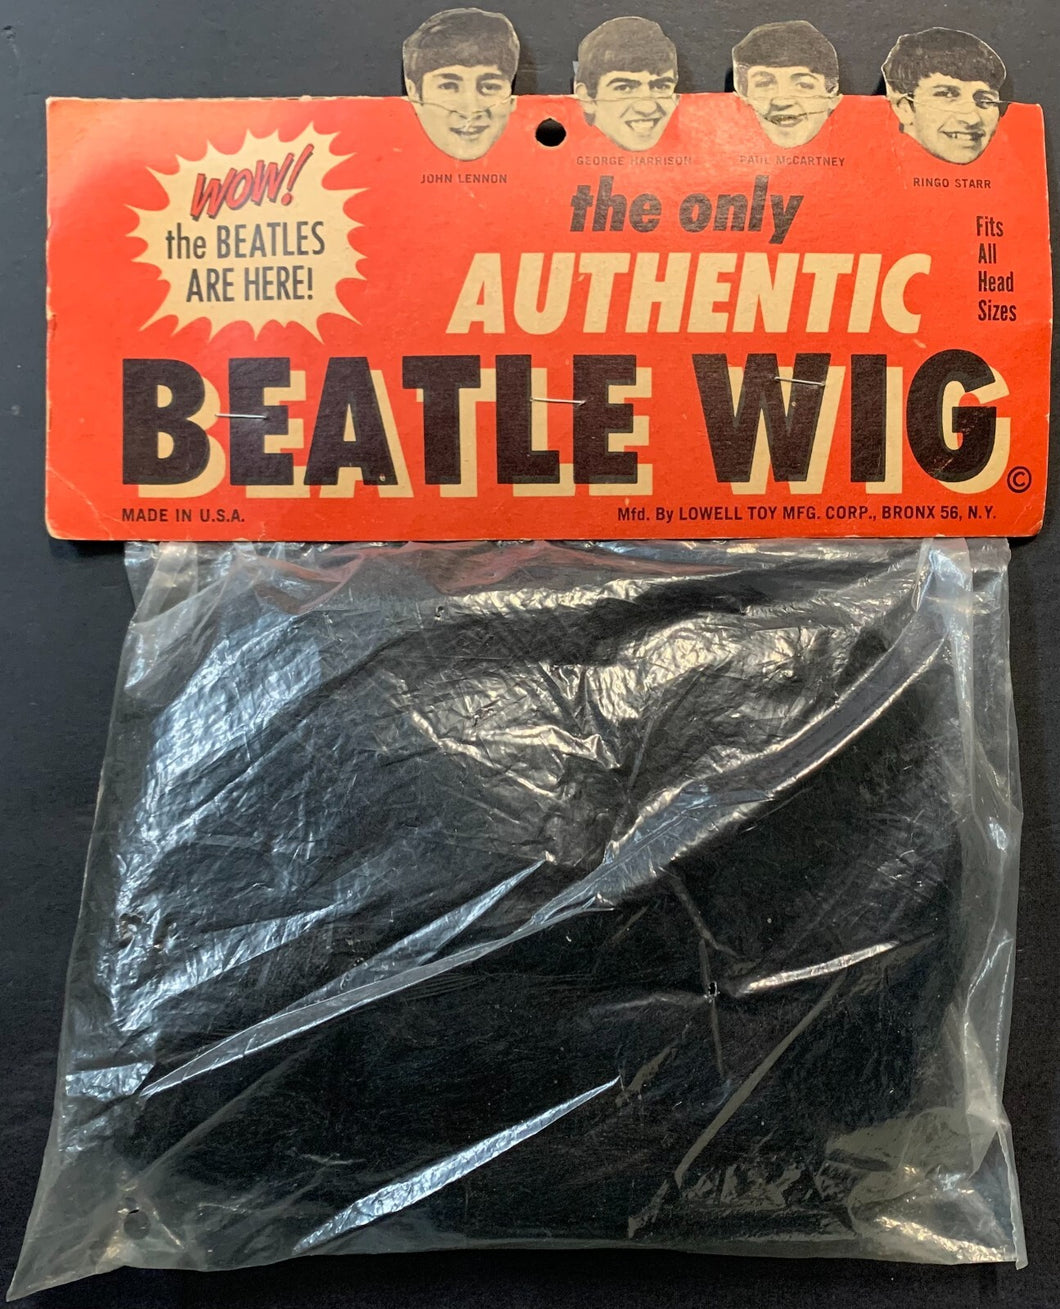 JOHN LENNON
GEORGE HARRISON
PAUL McCARTNEY
RINGO STARR
WOW!
the BEATLES
ARE HERE!
the only
AUTHENTIC
BEATLE WIG ©
Fits
All
Head
Sizes
MADE IN U.S.A.
Mfd. By LOWELL TOY MFG. CORP., BRONX 56, N.Y.